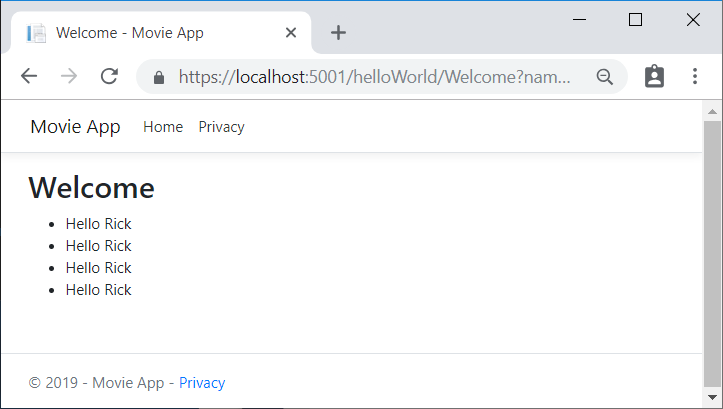 Welcome - Movie App
https://localhost:5001/helloWorld/Welcome?nam...
Movie App Home Privacy
Welcome
• Hello Rick
• Hello Rick
• Hello Rick
• Hello Rick
© 2019 - Movie App - Privacy